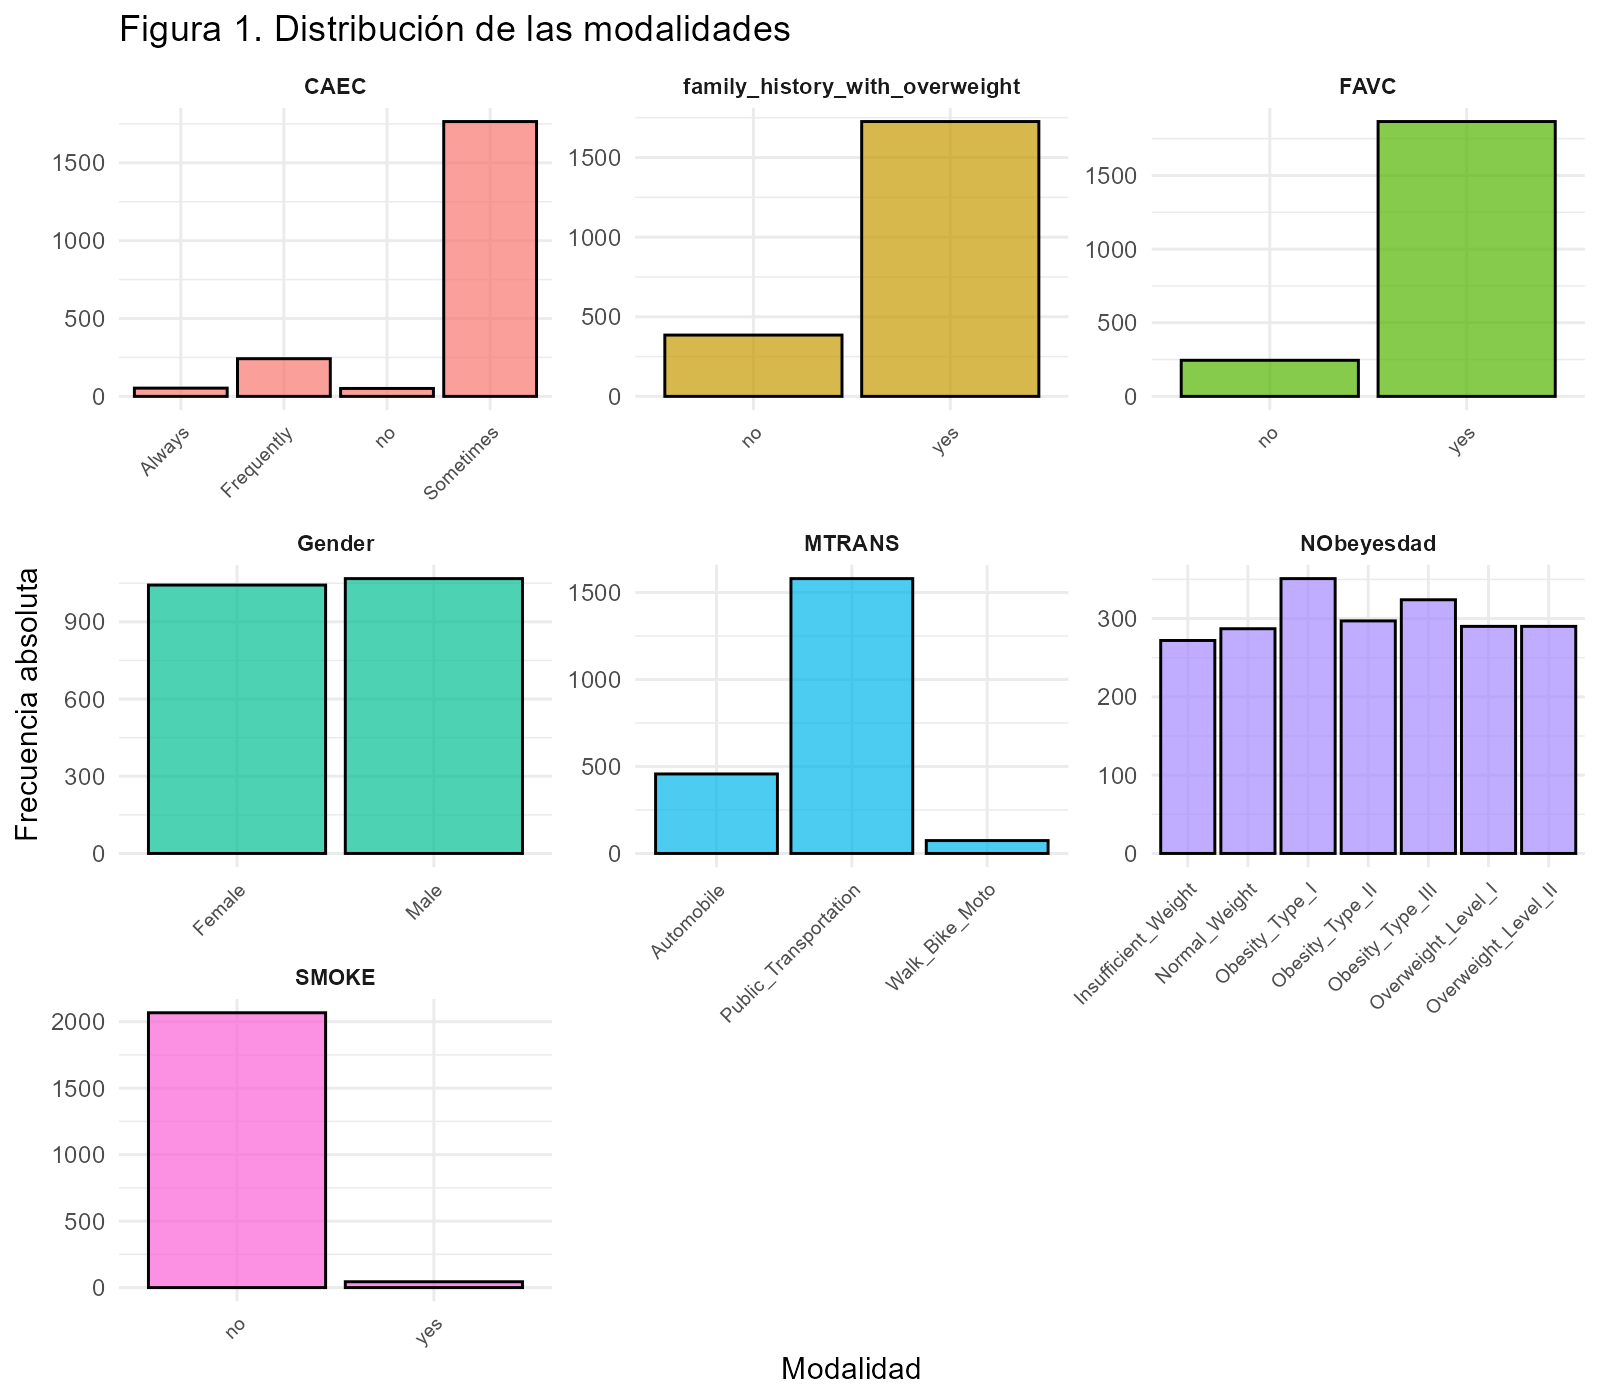 Figura 1. Distribución de las modalidades
CAEC
family_history_with_overweight
FAVC
1500
1000
500
0
Always
Frequently
no
Sometimes
1500
1000
500
0
no
yes
1500
1000
500
0
no
yes
Frecuencia absoluta
Gender
MTRANS
NObeyesdad
900
600
300
0
Female
Male
1500
1000
500
0
Automobile
Public_Transportation
Walk_Bike_Moto
300
200
100
0
Insufficient_Weight
Normal_Weight
Obesity_Type_I
Obesity_Type_II
Obesity_Type_III
Overweight_Level_I
Overweight_Level_II
SMOKE
2000
1500
1000
500
0
no
yes
Modalidad